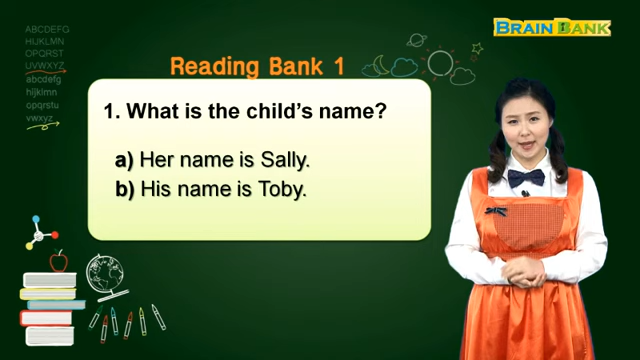 ABCDEFG
HIJKLMN
OPQRSTU
UVWXYZ
abcdefg
hijklmn
opqrstu
vwxyz
BRAIN BANK
Reading Bank 1
1. What is the child's name?
a) Her name is Sally.
b) His name is Toby.